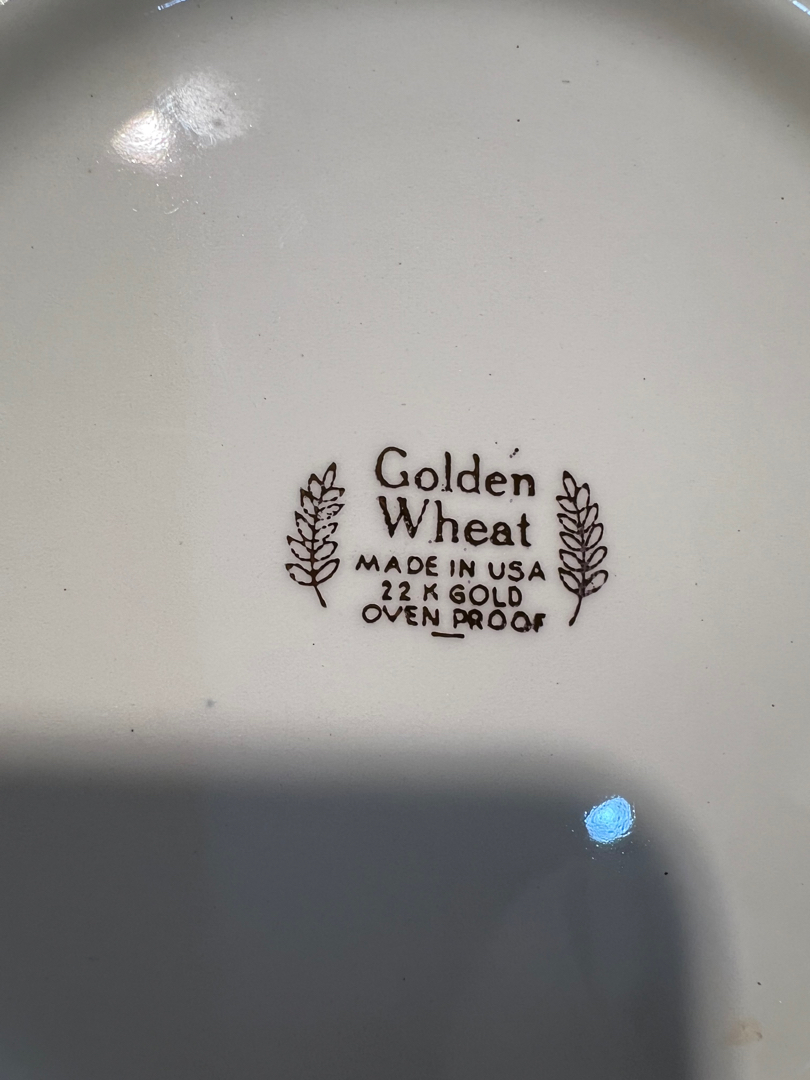 Golden
Wheat
MADE IN USA
22 K GOLD
OVEN PROOF